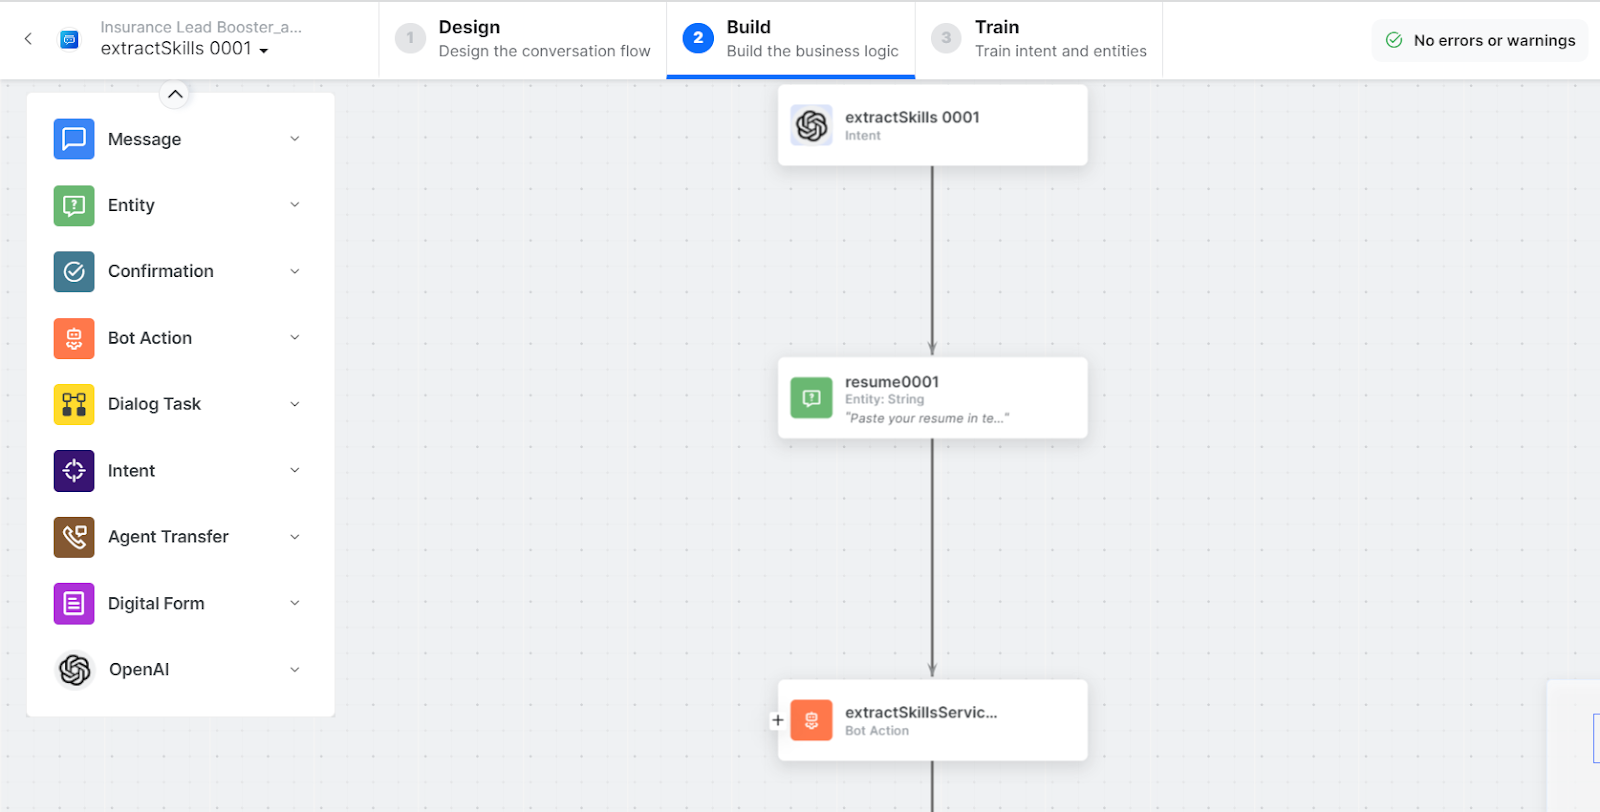 Insurance Lead Booster_a...
extractSkills 0001
1
Design
Design the conversation flow
2
Build
Build the business logic
3
Train
Train intent and entities
No errors or warnings
Message
Entity
Confirmation
Bot Action
Dialog Task
Intent
Agent Transfer
Digital Form
OpenAI
extractSkills 0001
Intent
resume0001
Entity: String
"Paste your resume in te..."
extractSkillsServic...
Bot Action